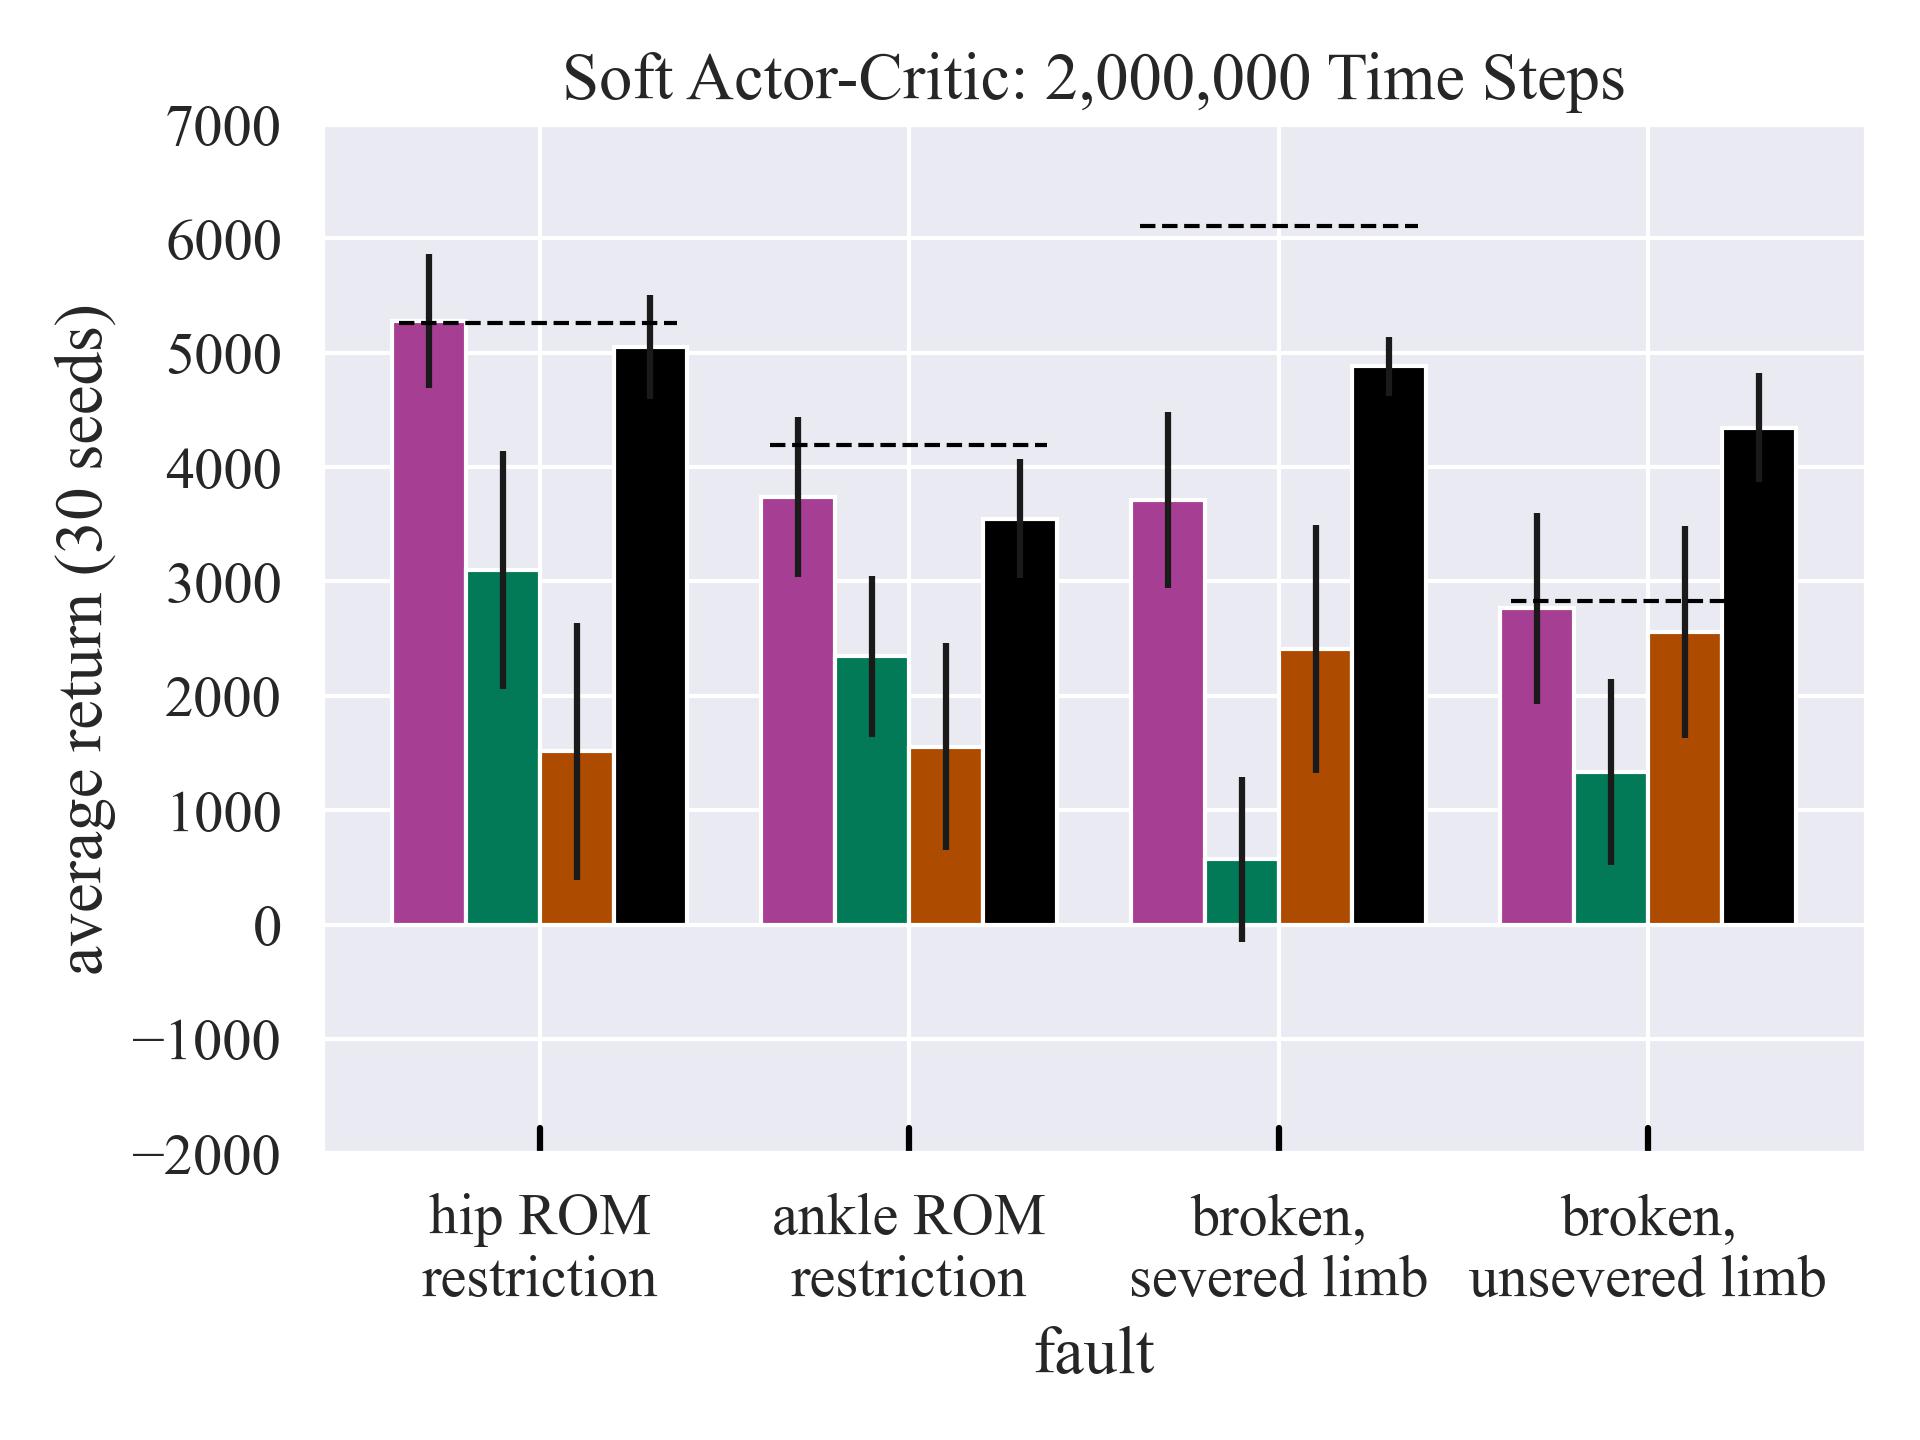 Soft Actor-Critic: 2,000,000 Time Steps
7000
6000
5000
4000
3000
2000
1000
0
−1000
−2000
average return (30 seeds)
hip ROM
restriction
ankle ROM
restriction
broken,
severed limb
broken,
unsevered limb
fault